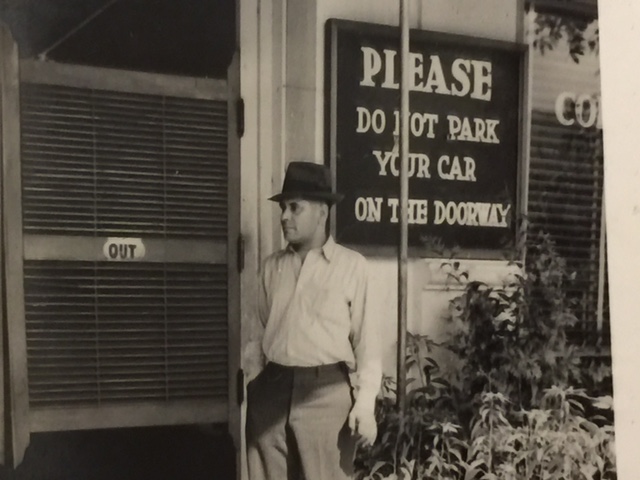 PLEASE
DO NOT PARK
YOUR CAR
ON THE DOORWAY
OUT